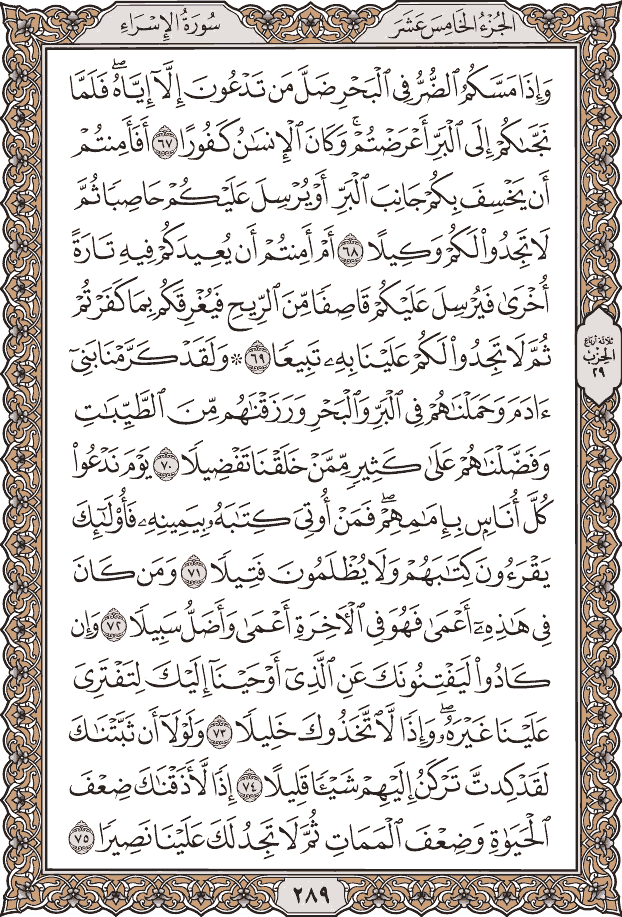 الجُزْءُ الخَامِسَ عَشَرَ
سُورَةُ الإِسْرَاءِ
وَإِذَا مَسَّكُمُ ٱلضُّرُّ فِي ٱلۡبَحۡرِ ضَلَّ مَن تَدۡعُونَ إِلَّآ إِيَّاهُۖ فَلَمَّا
نَجَّىٰكُمۡ إِلَى ٱلۡبَرِّ أَعۡرَضۡتُمۡۚ وَكَانَ ٱلۡإِنسَٰنُ كَفُورًا ٦٧ أَفَأَمِنتُمۡ
أَن يَخۡسِفَ بِكُمۡ جَانِبَ ٱلۡبَرِّ أَوۡ يُرۡسِلَ عَلَيۡكُمۡ حَاصِبٗا ثُمَّ
لَا تَجِدُواْ لَكُمۡ وَكِيلًا ٦٨ أَمۡ أَمِنتُمۡ أَن يُعِيدَكُمۡ فِيهِ تَارَةً
أُخۡرَىٰ فَيُرۡسِلَ عَلَيۡكُمۡ قَاصِفٗا مِّنَ ٱلرِّيحِ فَيُغۡرِقَكُم بِمَا كَفَرۡتُمۡ
ثُمَّ لَا تَجِدُواْ لَكُمۡ عَلَيۡنَا بِهِۦ تَبِيعٗا ٦٩ ۞ وَلَقَدۡ كَرَّمۡنَا بَنِيٓ
ءَادَمَ وَحَمَلۡنَٰهُمۡ فِي ٱلۡبَرِّ وَٱلۡبَحۡرِ وَرَزَقۡنَٰهُم مِّنَ ٱلطَّيِّبَٰتِ
وَفَضَّلۡنَٰهُمۡ عَلَىٰ كَثِيرٖ مِّمَّنۡ خَلَقۡنَا تَفۡضِيلٗا ٧٠ يَوۡمَ نَدۡعُواْ
كُلَّ أُنَاسِۭ بِإِمَٰمِهِمۡۖ فَمَنۡ أُوتِيَ كِتَٰبَهُۥ بِيَمِينِهِۦ فَأُوْلَٰٓئِكَ
يَقۡرَءُونَ كِتَٰبَهُمۡ وَلَا يُظۡلَمُونَ فَتِيلٗا ٧١ وَمَن كَانَ
فِي هَٰذِهِۦٓ أَعۡمَىٰ فَهُوَ فِي ٱلۡأٓخِرَةِ أَعۡمَىٰ وَأَضَلُّ سَبِيلٗا ٧٢ وَإِن
كَادُواْ لَيَفۡتِنُونَكَ عَنِ ٱلَّذِيٓ أَوۡحَيۡنَآ إِلَيۡكَ لِتَفۡتَرِيَ
عَلَيۡنَا غَيۡرَهُۥۖ وَإِذٗا لَّٱتَّخَذُوكَ خَلِيلٗا ٧٣ وَلَوۡلَآ أَن ثَبَّتۡنَٰكَ
لَقَدۡ كِدتَّ تَرۡكَنُ إِلَيۡهِمۡ شَيۡـٔٗا قَلِيلًا ٧٤ إِذٗا لَّأَذَقۡنَٰكَ ضِعۡفَ
ٱلۡحَيَوٰةِ وَضِعۡفَ ٱلۡمَمَاتِ ثُمَّ لَا تَجِدُ لَكَ عَلَيۡنَا نَصِيرٗا ٧٥
ثلاثة أرباع
الحزب
٢٩
٢٨٩